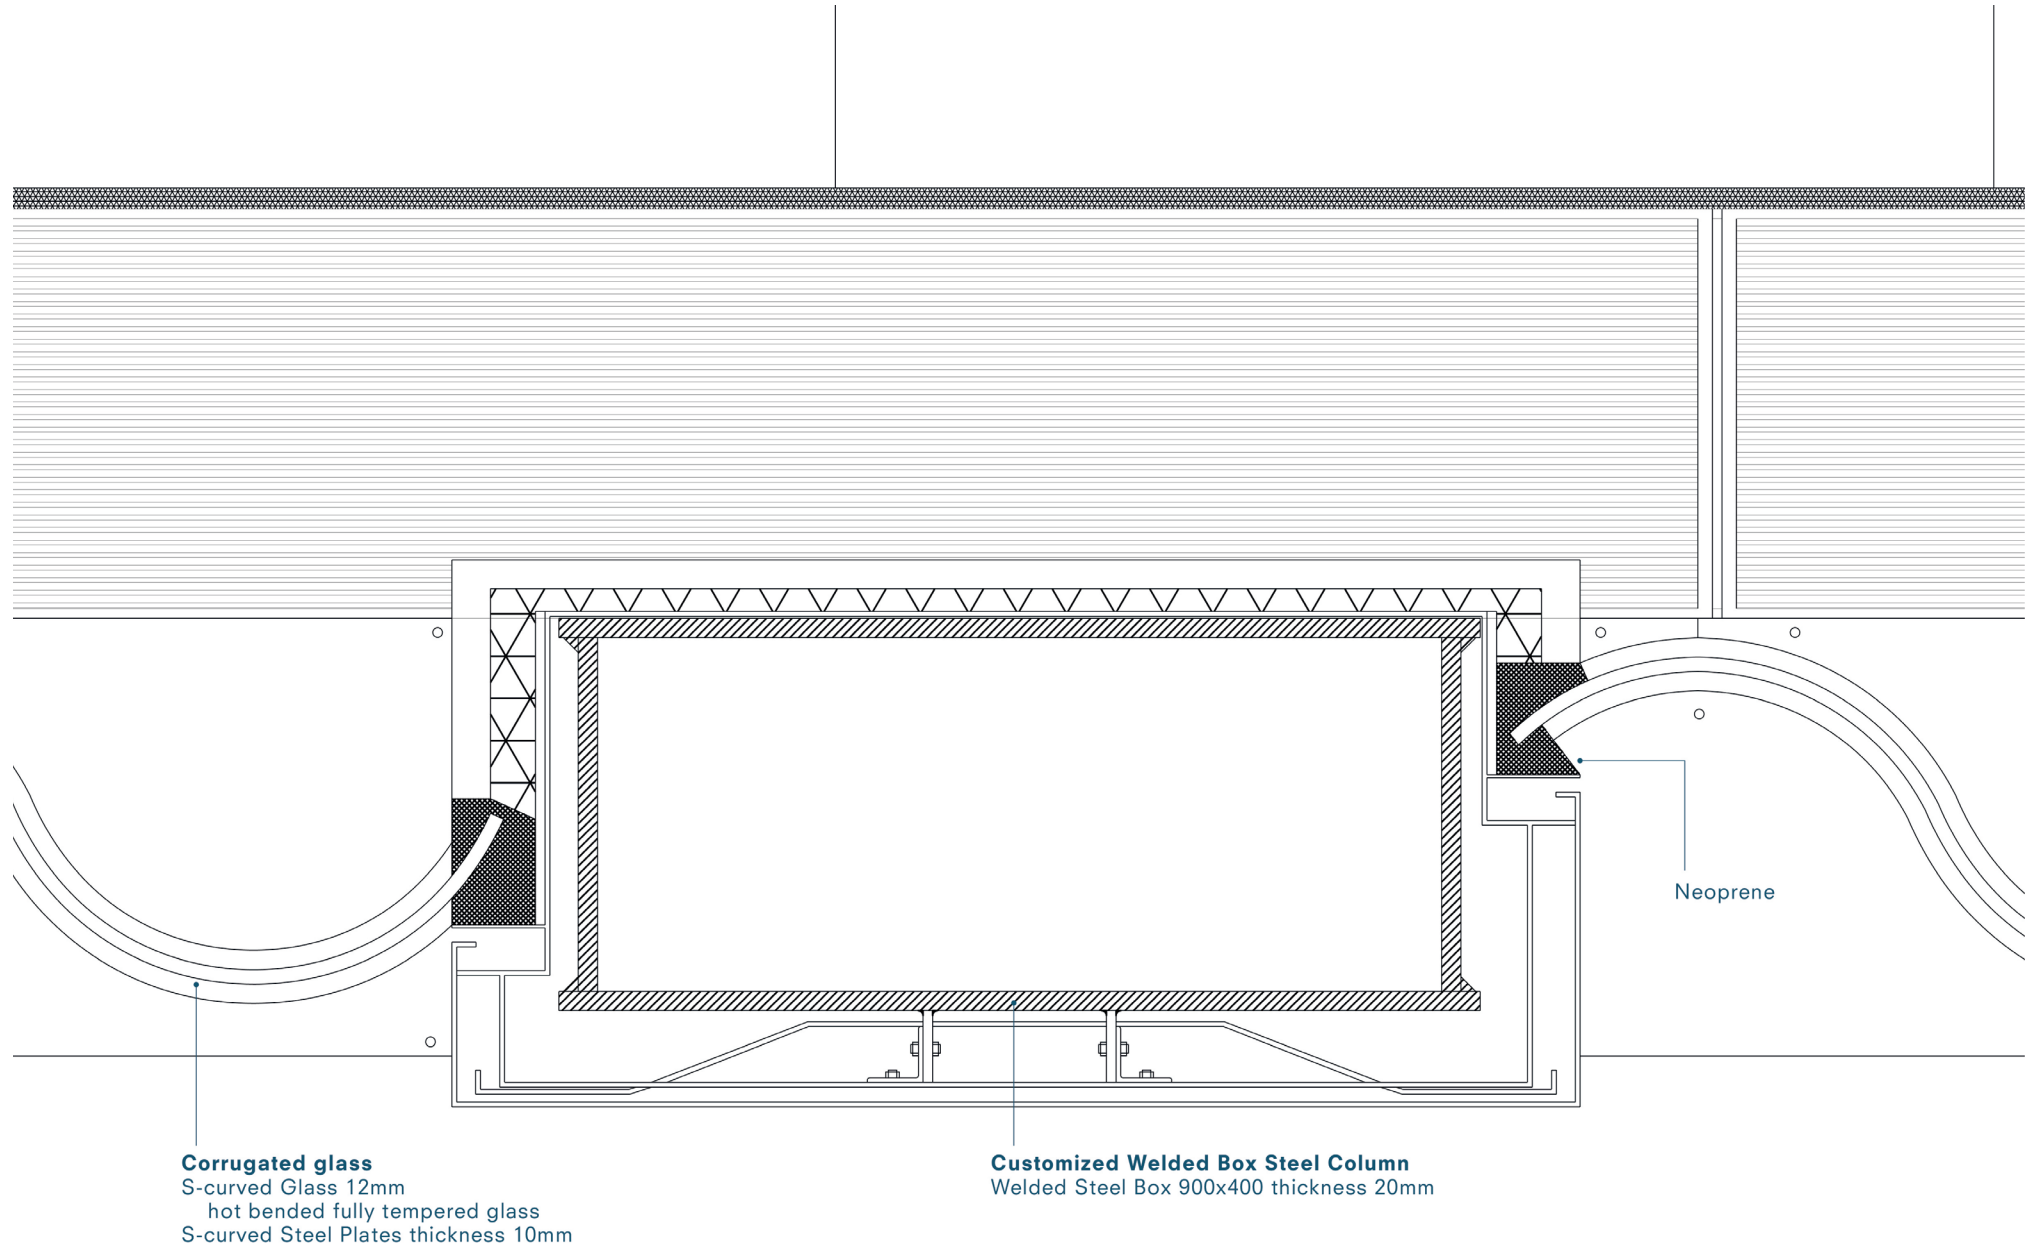 Neoprene
Corrugated glass
S-curved Glass 12mm
hot bended fully tempered glass
S-curved Steel Plates thickness 10mm
Customized Welded Box Steel Column
Welded Steel Box 900x400 thickness 20mm